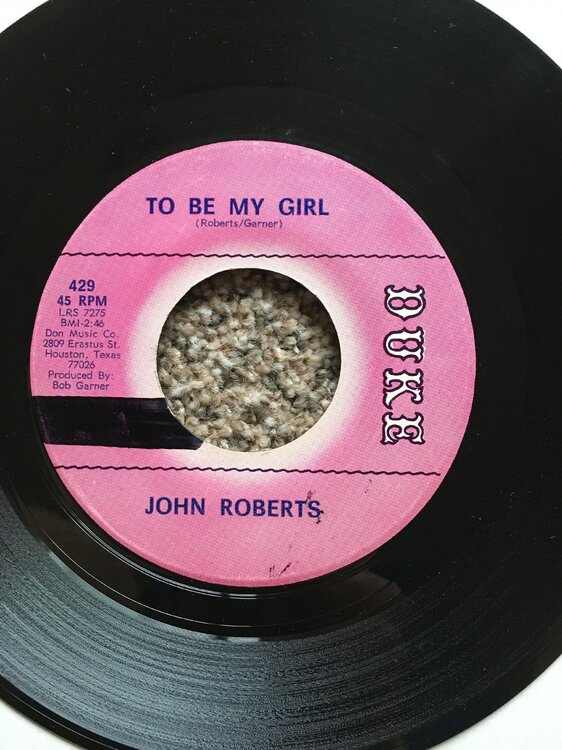 TO BE MY GIRL
(Roberts/Garner)
429
45 RPM
LRS 7275
BMI-2:46
Don Music Co.
2809 Erastus St.
Houston, Texas
77026
Produced By:
Bob Garner
DUKE
JOHN ROBERTS